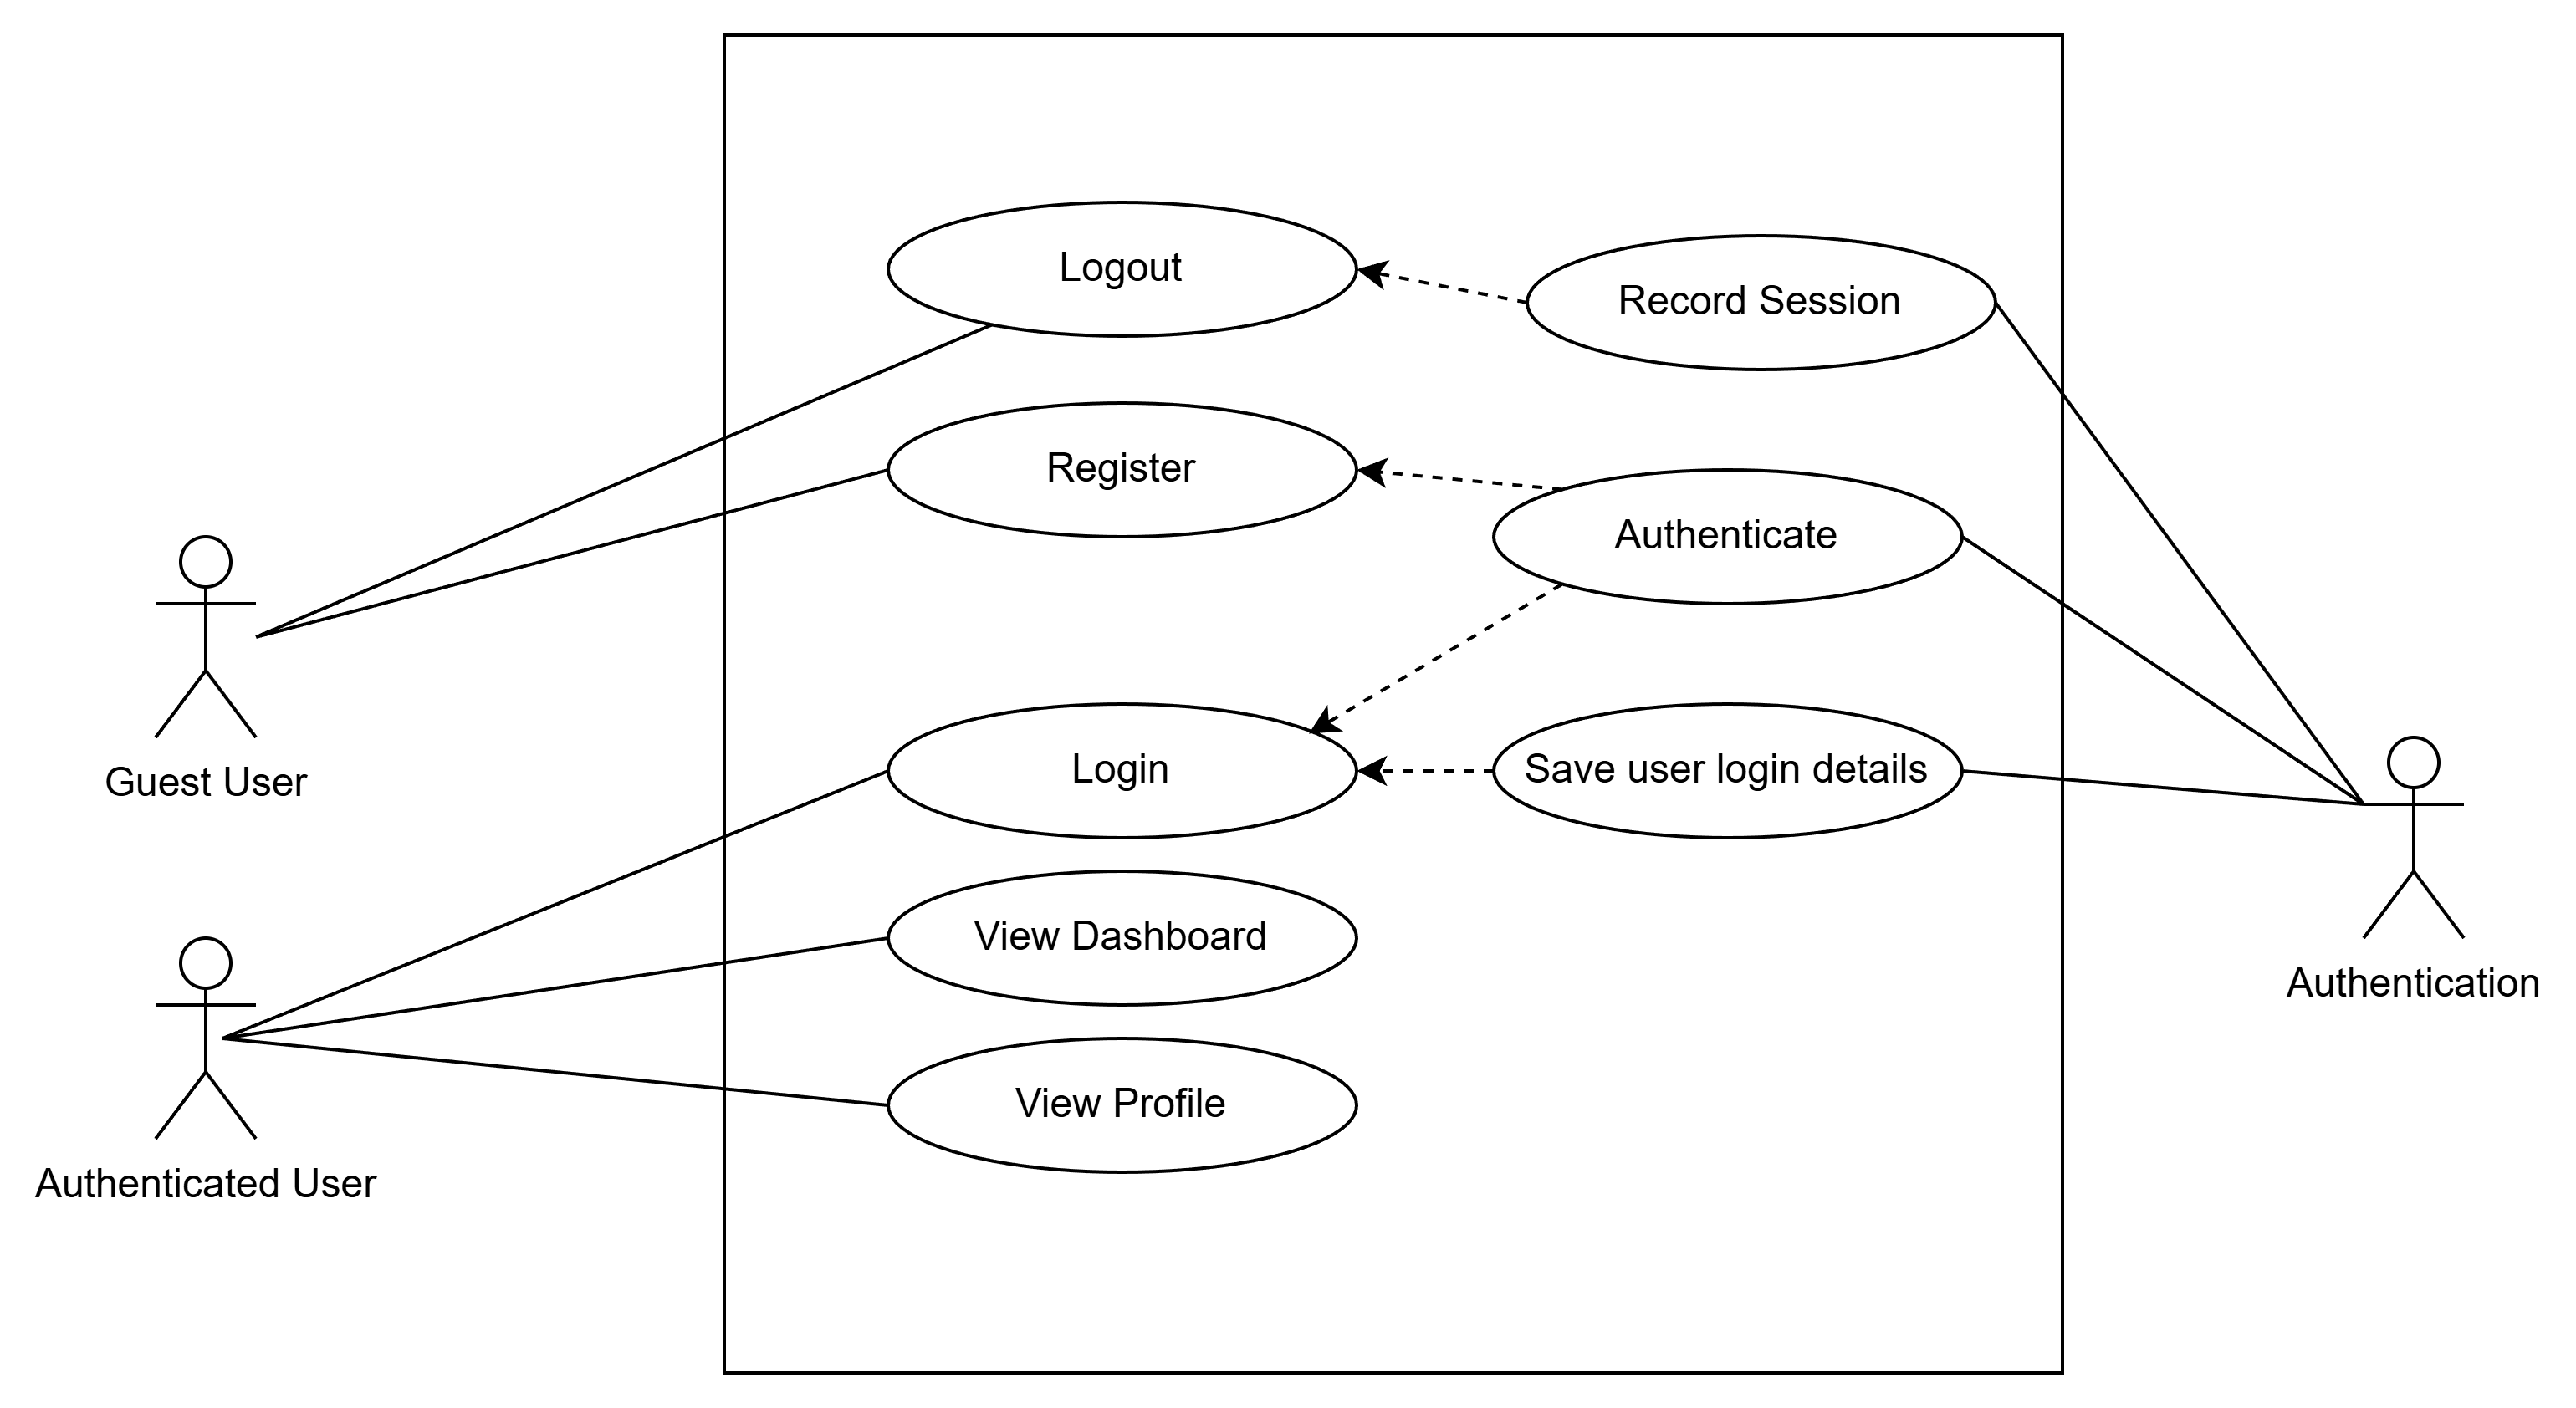 Logout
Record Session
Register
Authenticate
Guest User
Login
Save user login details
View Dashboard
Authentication
View Profile
Authenticated User